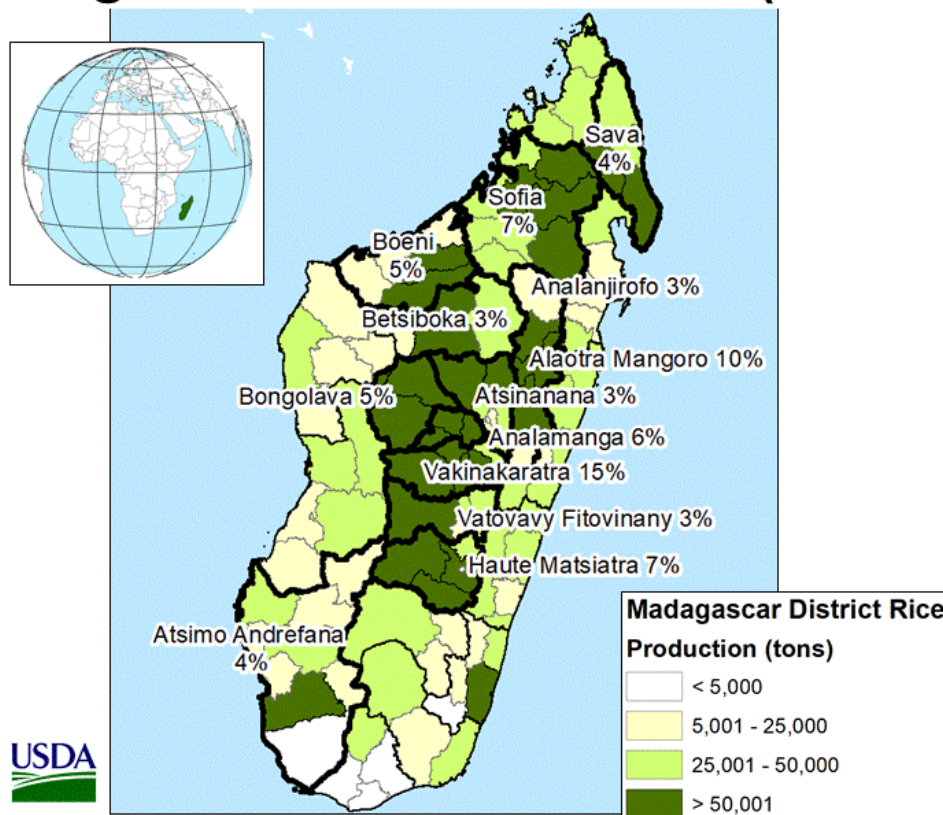 Sava
4%
Sofia
7%
Boeni
5%
Analanjirofo 3%
Betsiboka 3%
Alaotra Mangoro 10%
Bongolava 5%
Atsinanana 3%
Analamanga 6%
Vakinakaratra 15%
Vatovavy Fitovinany 3%
Haute Matsiatra 7%
Atsimo Andrefana
4%
Madagascar District Rice
Production (tons)
< 5,000
5,001 - 25,000
25,001 - 50,000
> 50,001
USDA